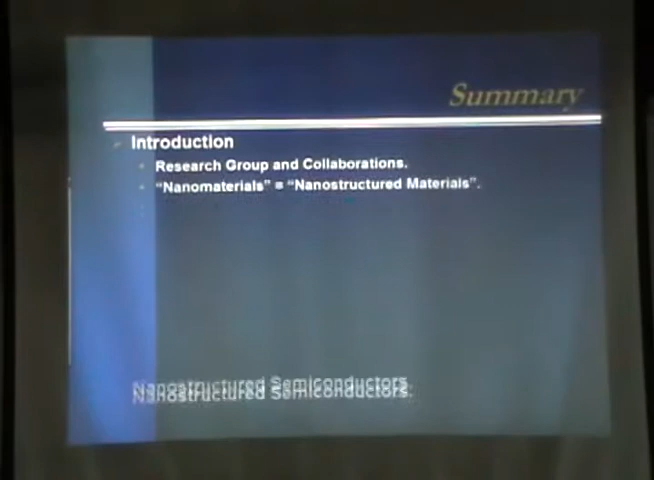 Summary
Introduction
Research Group and Collaborations.
“Nanomaterials” = “Nanostructured Materials”.
Nanostructured Semiconductors.